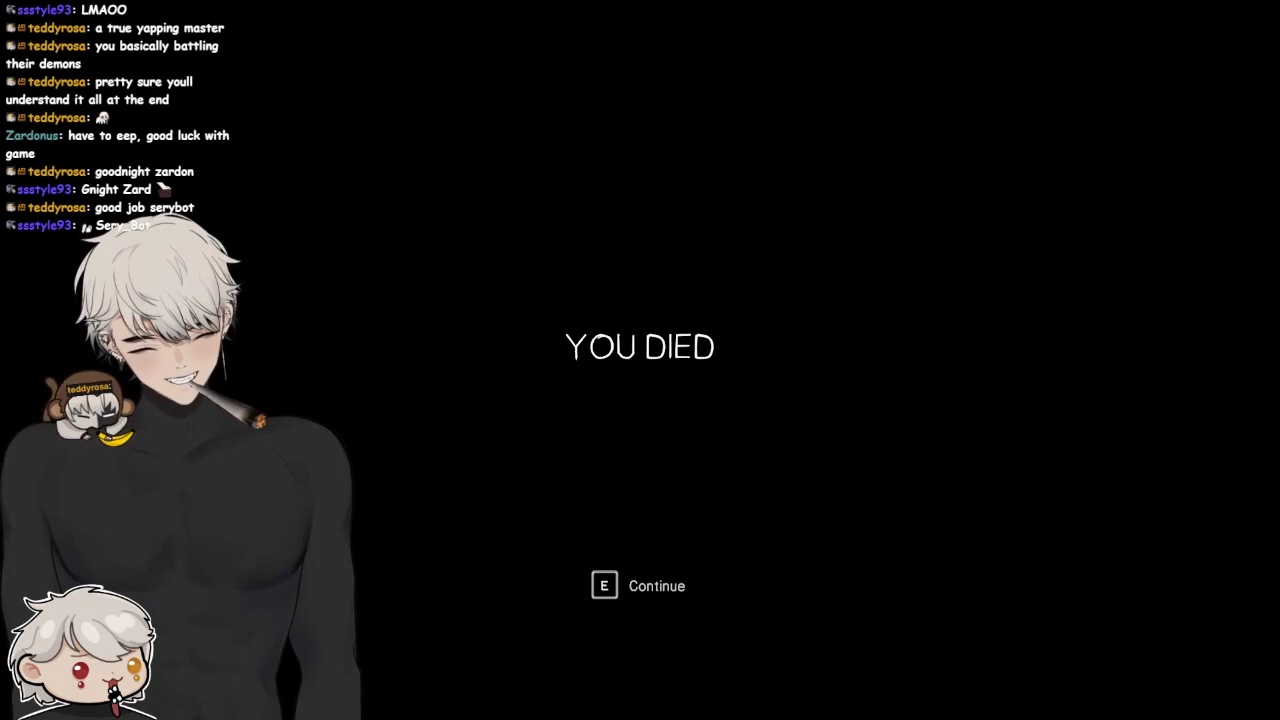 ssstyle93: LMAOO
teddyrosa: a true yapping master
teddyrosa: you basically battling
their demons
teddyrosa: pretty sure youll
understand it all at the end
teddyrosa:
Zardonus: have to eep, good luck with
game
teddyrosa: goodnight zardon
ssstyle93: Gnight Zard
teddyrosa: good job serybot
ssstyle93: Sery_Bot
YOU DIED
teddyrosa:
E Continue